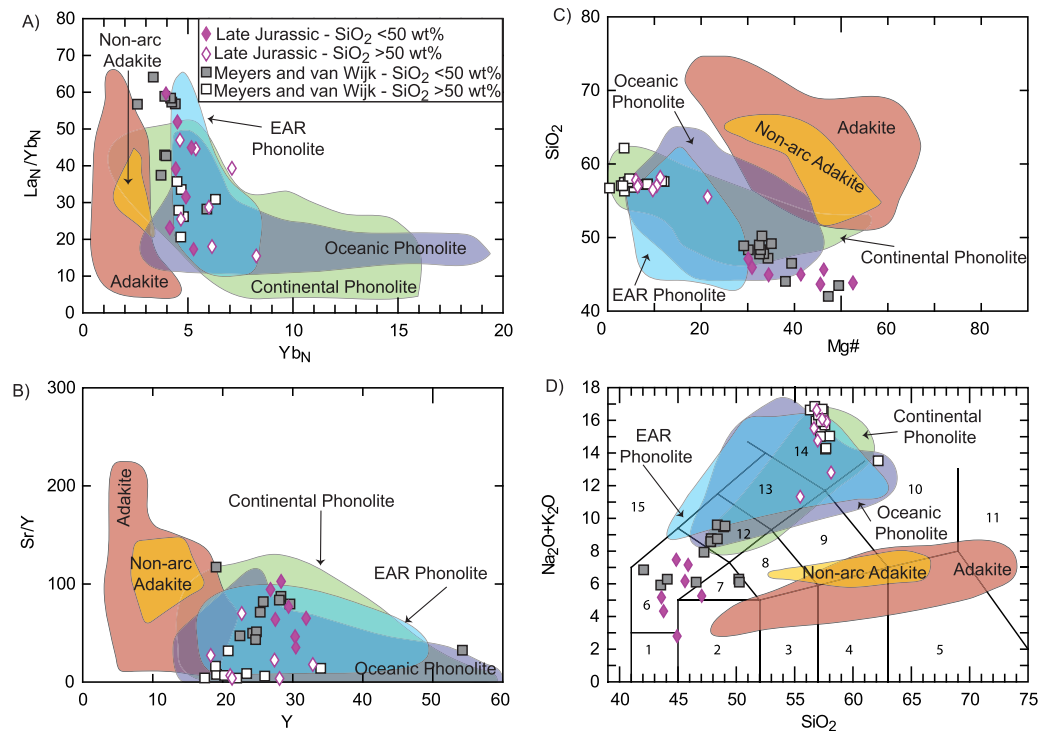 A)
80
70
60
50
40
30
20
10
0
La_N/Yb_N
0
5
10
15
20
Yb_N
Non-arc
Adakite
Late Jurassic - SiO₂ <50 wt%
Late Jurassic - SiO₂ >50 wt%
Meyers and van Wijk - SiO₂ <50 wt%
Meyers and van Wijk - SiO₂ >50 wt%
EAR
Phonolite
Oceanic Phonolite
Continental Phonolite
Adakite
C)
80
70
60
50
40
SiO₂
0
20
40
60
80
Mg#
Oceanic
Phonolite
Adakite
Non-arc Adakite
Continental Phonolite
EAR Phonolite
B)
300
200
100
0
Sr/Y
0
10
20
30
40
50
60
Y
Adakite
Non-arc
Adakite
Continental Phonolite
EAR Phonolite
Oceanic Phonolite
D)
18
16
14
12
10
8
6
4
2
0
Na₂O+K₂O
40
45
50
55
60
65
70
75
SiO₂
EAR
Phonolite
Continental
Phonolite
Oceanic
Phonolite
Non-arc Adakite
Adakite
14
13
15
10
11
12
9
8
7
6
1
2
3
4
5